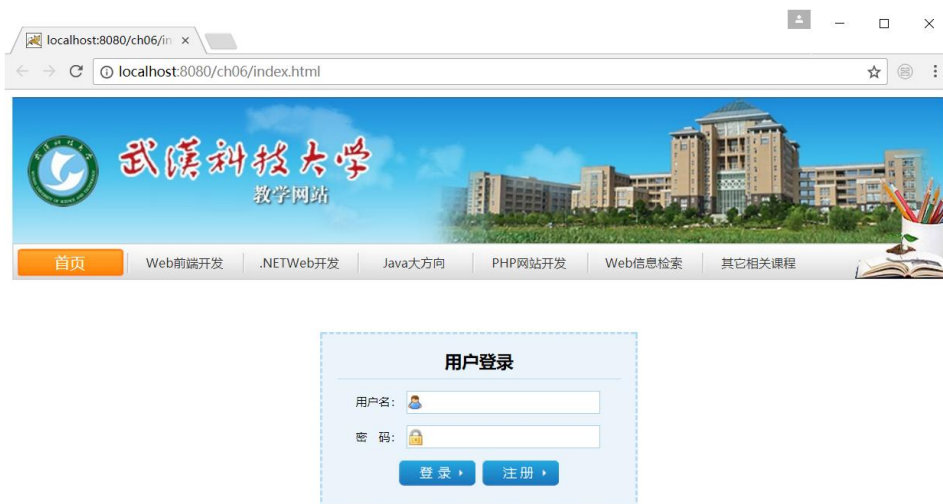 localhost:8080/ch06/in
localhost:8080/ch06/index.html
武漢科技大学
教学网站
首页 Web前端开发 .NETWeb开发 Java大方向 PHP网站开发 Web信息检索 其它相关课程
用户登录
用户名:
密 码:
登 录 注 册